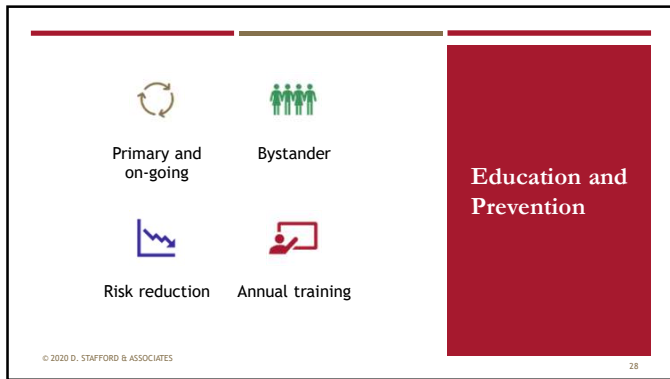 Primary and
on-going
Bystander
Risk reduction
Annual training
Education and
Prevention
© 2020 D. STAFFORD & ASSOCIATES
28